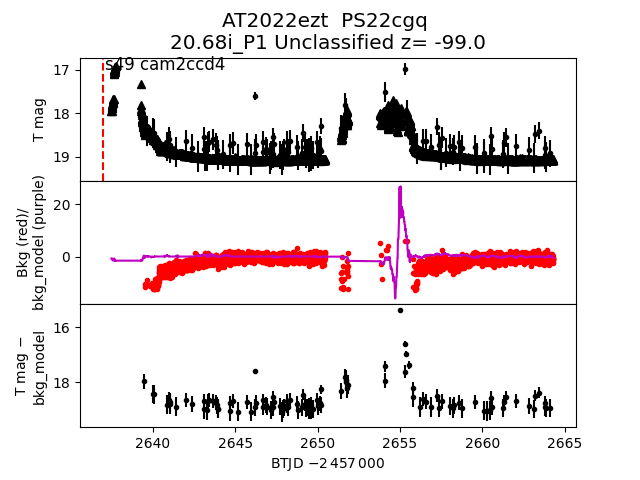 AT2022ezt  PS22cgq
20.68i_P1 Unclassified z= -99.0
s49 cam2ccd4
17
18
19
T mag
20
0
Bkg (red)/
bkg_model (purple)
16
18
T mag −
bkg_model
2640 2645 2650 2655 2660 2665
BTJD −2 457 000